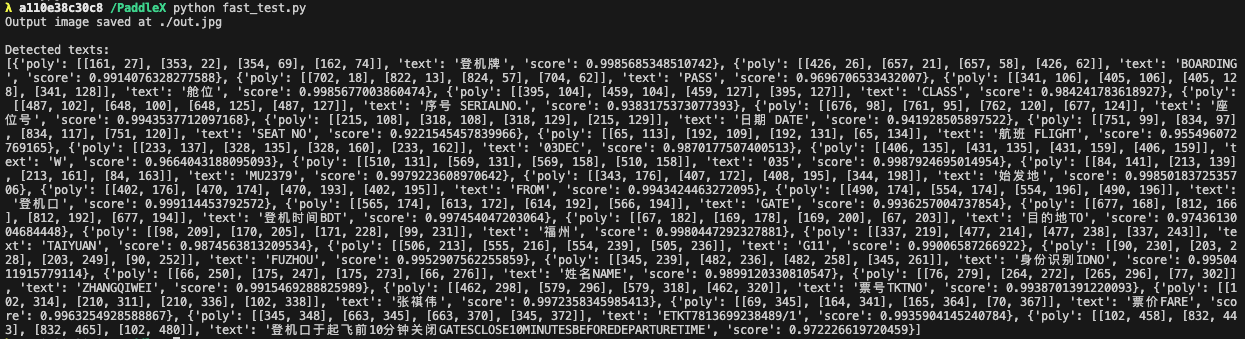 λ a110e38c30c8 /PaddleX python fast_test.py
Output image saved at ./out.jpg
Detected texts:
[{'poly': [[161, 27], [353, 22], [354, 69], [162, 74]], 'text': '登机牌', 'score': 0.9985685348510742}, {'poly': [[426, 26], [657, 21], [657, 58], [426, 62]], 'text': 'BOARDING
', 'score': 0.9914076328277588}, {'poly': [[702, 18], [822, 13], [824, 57], [704, 62]], 'text': 'PASS', 'score': 0.9696706533432007}, {'poly': [[341, 106], [405, 106], [405, 12
8], [341, 128]], 'text': '舱位', 'score': 0.9985677003860474}, {'poly': [[395, 104], [459, 104], [459, 127], [395, 127]], 'text': 'CLASS', 'score': 0.984241783618927}, {'poly':
[[487, 102], [648, 100], [648, 125], [487, 127]], 'text': '序号 SERIALNO.', 'score': 0.9383175373077393}, {'poly': [[676, 98], [761, 95], [762, 120], [677, 124]], 'text': '座
位号', 'score': 0.9943537712097168}, {'poly': [[215, 108], [318, 108], [318, 129], [215, 129]], 'text': '日期 DATE', 'score': 0.941928505897522}, {'poly': [[751, 99], [834, 97]
, [834, 117], [751, 120]], 'text': 'SEAT NO', 'score': 0.9221545457839966}, {'poly': [[65, 113], [192, 109], [192, 131], [65, 134]], 'text': '航班 FLIGHT', 'score': 0.955496072
769165}, {'poly': [[233, 137], [328, 135], [328, 160], [233, 162]], 'text': '03DEC', 'score': 0.9870177507400513}, {'poly': [[406, 135], [431, 135], [431, 159], [406, 159]], 't
ext': 'W', 'score': 0.9664043188095093}, {'poly': [[510, 131], [569, 131], [569, 158], [510, 158]], 'text': '035', 'score': 0.9987924695014954}, {'poly': [[84, 141], [213, 139]
, [213, 161], [84, 163]], 'text': 'MU2379', 'score': 0.9979223608970642}, {'poly': [[343, 176], [407, 172], [408, 195], [344, 198]], 'text': '始发地', 'score': 0.99850183725357
06}, {'poly': [[402, 176], [470, 174], [470, 193], [402, 195]], 'text': 'FROM', 'score': 0.9943424463272095}, {'poly': [[490, 174], [554, 174], [554, 196], [490, 196]], 'text':
'登机口', 'score': 0.999114453792572}, {'poly': [[565, 174], [613, 172], [614, 192], [566, 194]], 'text': 'GATE', 'score': 0.9936257004737854}, {'poly': [[677, 168], [812, 166
], [812, 192], [677, 194]], 'text': '登机时间BDT', 'score': 0.997454047203064}, {'poly': [[67, 182], [169, 178], [169, 200], [67, 203]], 'text': '目的地TO', 'score': 0.97436130
04684448}, {'poly': [[98, 209], [170, 205], [171, 228], [99, 231]], 'text': '福州', 'score': 0.9980447292327881}, {'poly': [[337, 219], [477, 214], [477, 238], [337, 243]], 'te
xt': 'TAIYUAN', 'score': 0.9874563813209534}, {'poly': [[506, 213], [555, 216], [554, 239], [505, 236]], 'text': 'G11', 'score': 0.99006587266922}, {'poly': [[90, 230], [203, 2
28], [203, 249], [90, 252]], 'text': 'FUZHOU', 'score': 0.9952907562255859}, {'poly': [[345, 239], [482, 236], [482, 258], [345, 261]], 'text': '身份识别IDNO', 'score': 0.99504
11915779114}, {'poly': [[66, 250], [175, 247], [175, 273], [66, 276]], 'text': '姓名NAME', 'score': 0.9899120330810547}, {'poly': [[76, 279], [264, 272], [265, 296], [77, 302]]
, 'text': 'ZHANGQIWEI', 'score': 0.9915469288825989}, {'poly': [[462, 298], [579, 296], [579, 318], [462, 320]], 'text': '票号TKTNO', 'score': 0.9938701391220093}, {'poly': [[1
02, 314], [210, 311], [210, 336], [102, 338]], 'text': '张祺伟', 'score': 0.9972358345985413}, {'poly': [[69, 345], [164, 341], [165, 364], [70, 367]], 'text': '票价FARE', 'scor
e': 0.9963254928588867}, {'poly': [[345, 348], [663, 345], [663, 370], [345, 372]], 'text': 'ETKT7813699238489/1', 'score': 0.9935904145240784}, {'poly': [[102, 458], [832, 44
3], [832, 465], [102, 480]], 'text': '登机口于起飞前10分钟关闭GATESCLOSE10MINUTESBEFOREDEPARTURETIME', 'score': 0.972226619720459}]